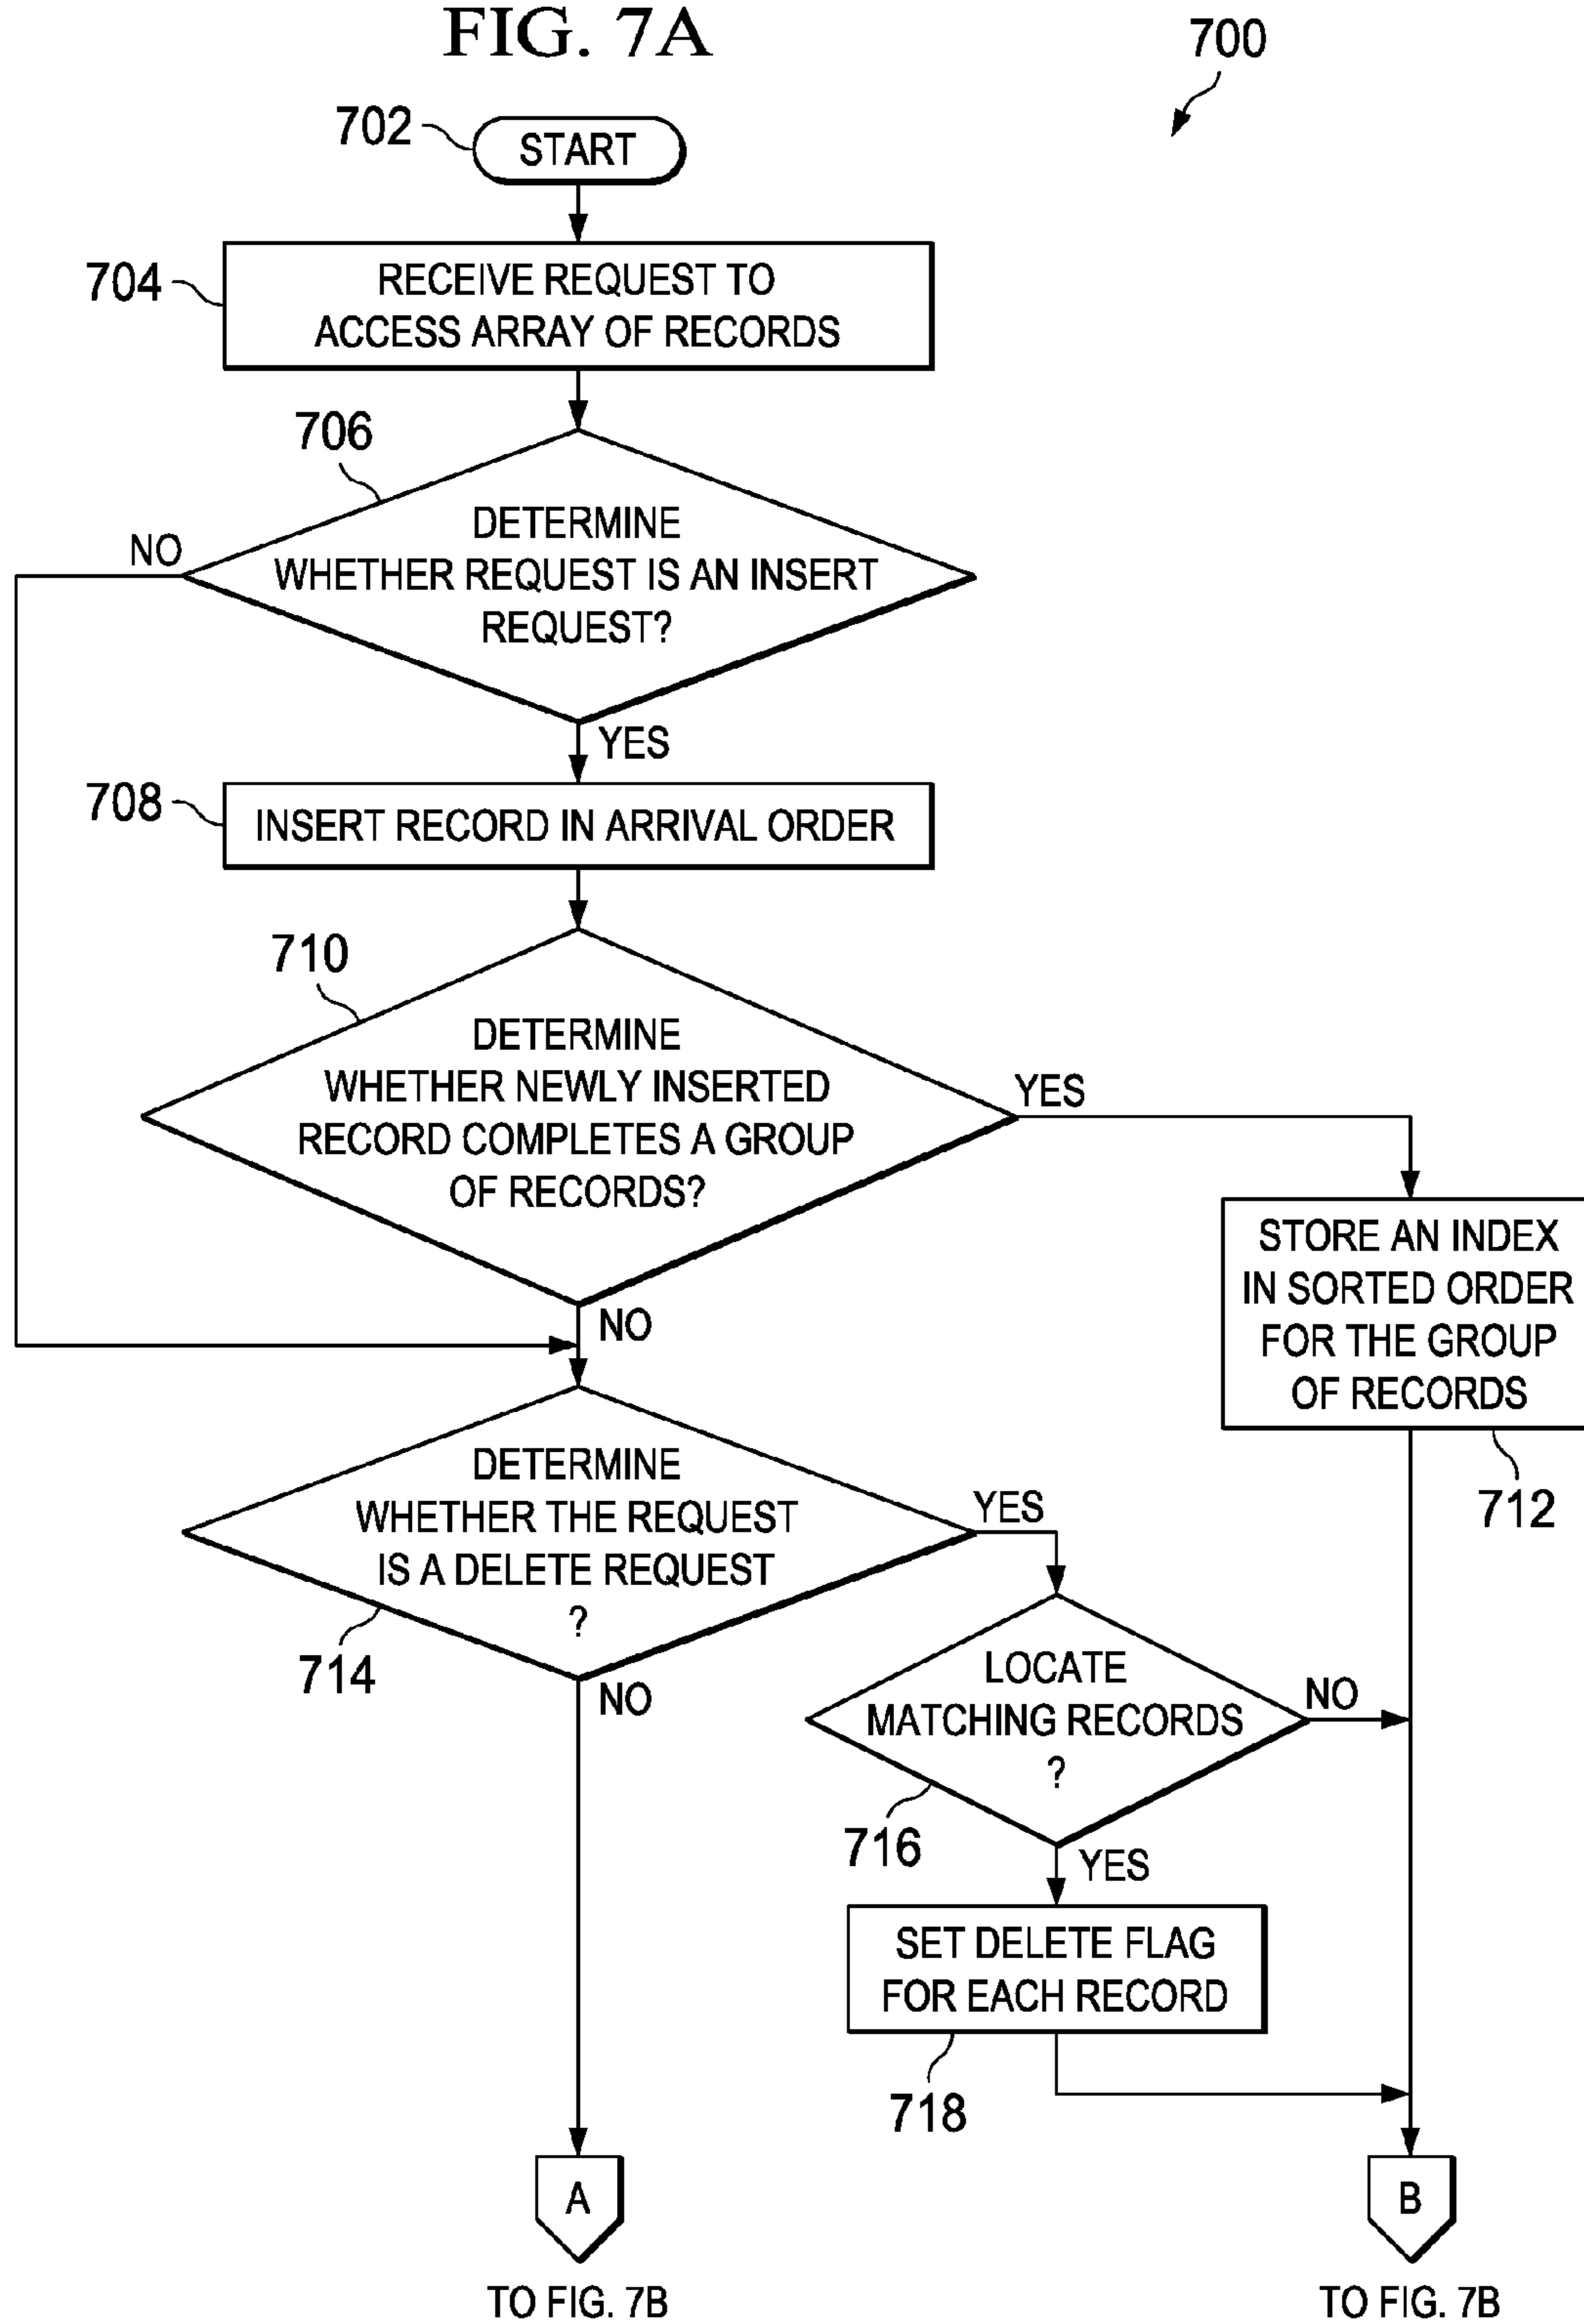 FIG. 7A
700
702
START
704
RECEIVE REQUEST TO
ACCESS ARRAY OF RECORDS
706
DETERMINE
WHETHER REQUEST IS AN INSERT
REQUEST?
NO
YES
708
INSERT RECORD IN ARRIVAL ORDER
710
DETERMINE
WHETHER NEWLY INSERTED
RECORD COMPLETES A GROUP
OF RECORDS?
YES
NO
STORE AN INDEX
IN SORTED ORDER
FOR THE GROUP
OF RECORDS
712
DETERMINE
WHETHER THE REQUEST
IS A DELETE REQUEST
?
714
YES
NO
LOCATE
MATCHING RECORDS
?
716
NO
YES
SET DELETE FLAG
FOR EACH RECORD
718
A
TO FIG. 7B
B
TO FIG. 7B